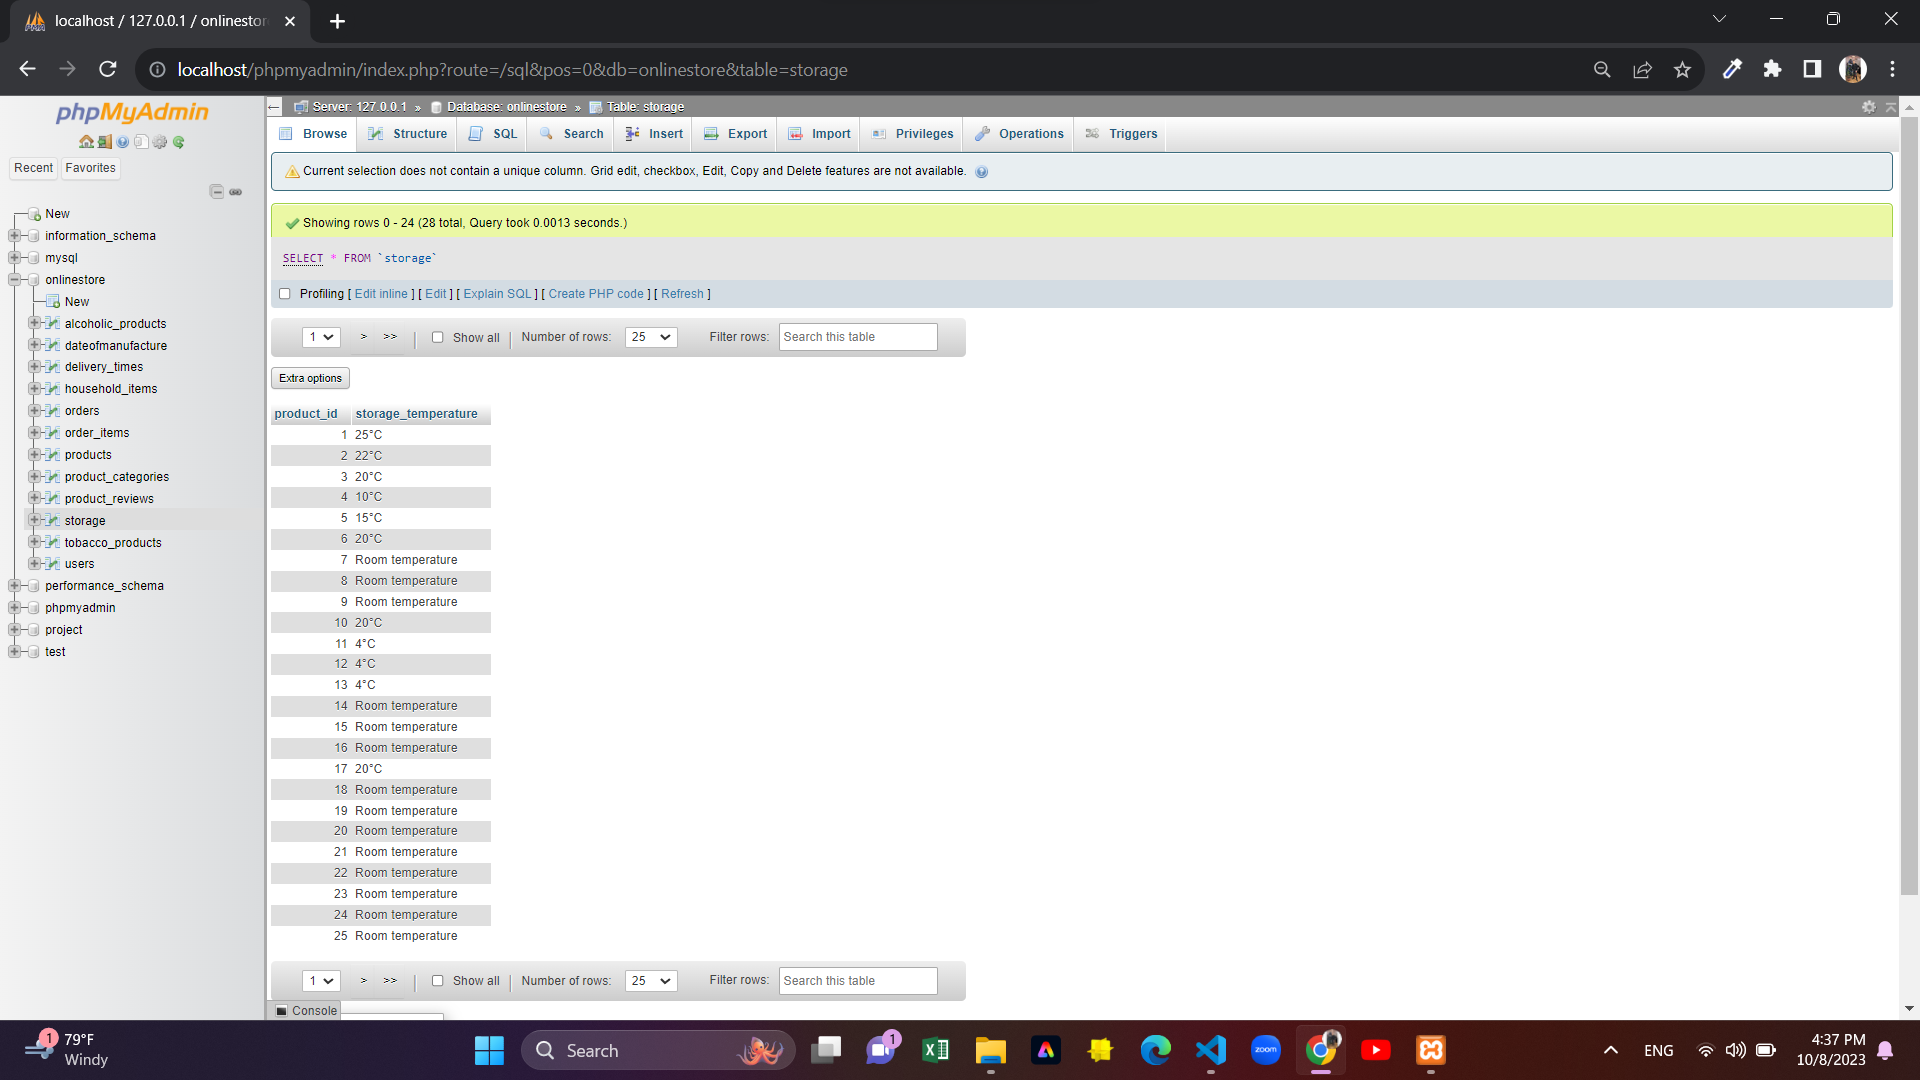 localhost / 127.0.0.1 / onlinestore
localhost/phpmyadmin/index.php?route=/sql&pos=0&db=onlinestore&table=storage
phpMyAdmin
Recent Favorites
New
information_schema
mysql
onlinestore
New
alcoholic_products
dateofmanufacture
delivery_times
household_items
orders
order_items
products
product_categories
product_reviews
storage
tobacco_products
users
performance_schema
phpmyadmin
project
test
Server: 127.0.0.1 » Database: onlinestore » Table: storage
Browse Structure SQL Search Insert Export Import Privileges Operations Triggers
Current selection does not contain a unique column. Grid edit, checkbox, Edit, Copy and Delete features are not available.
Showing rows 0 - 24 (28 total, Query took 0.0013 seconds.)
SELECT * FROM `storage`
Profiling [ Edit inline ] [ Edit ] [ Explain SQL ] [ Create PHP code ] [ Refresh ]
1 > >> | Show all | Number of rows: 25 Filter rows: Search this table
Extra options
product_id storage_temperature
1 25°C
2 22°C
3 20°C
4 10°C
5 15°C
6 20°C
7 Room temperature
8 Room temperature
9 Room temperature
10 20°C
11 4°C
12 4°C
13 4°C
14 Room temperature
15 Room temperature
16 Room temperature
17 20°C
18 Room temperature
19 Room temperature
20 Room temperature
21 Room temperature
22 Room temperature
23 Room temperature
24 Room temperature
25 Room temperature
1 > >> | Show all | Number of rows: 25 Filter rows: Search this table
Console
1
79°F
Windy
Search
1
zoom
ENG
4:37 PM
10/8/2023